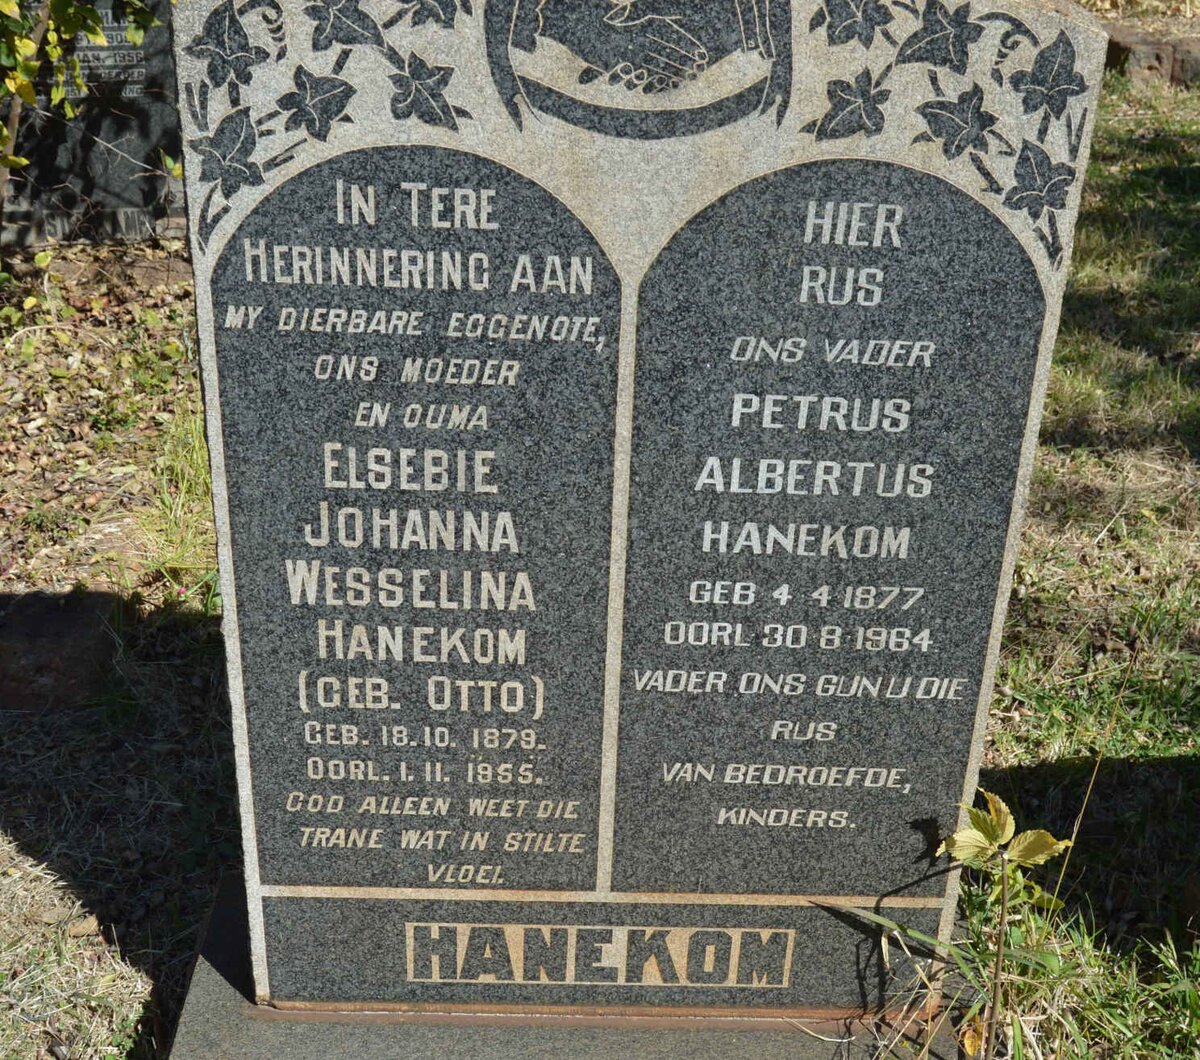 IN TERE
HERINNERING AAN
MY DIERBARE EGGENOTE,
ONS MOEDER
EN OUMA
ELSEBIE
JOHANNA
WESSELINA
HANEKOM
(GEB. OTTO)
GEB. 18.10. 1879.
OORL. 1. 11. 1955.
GOD ALLEEN WEET DIE
TRANE WAT IN STILTE
VLOEI.
HIER
RUS
ONS VADER
PETRUS
ALBERTUS
HANEKOM
GEB 4 4 1877
OORL 30 8 1964
VADER ONS GUN U DIE
RUS
VAN BEDROEFDE,
KINDERS.
HANEKOM